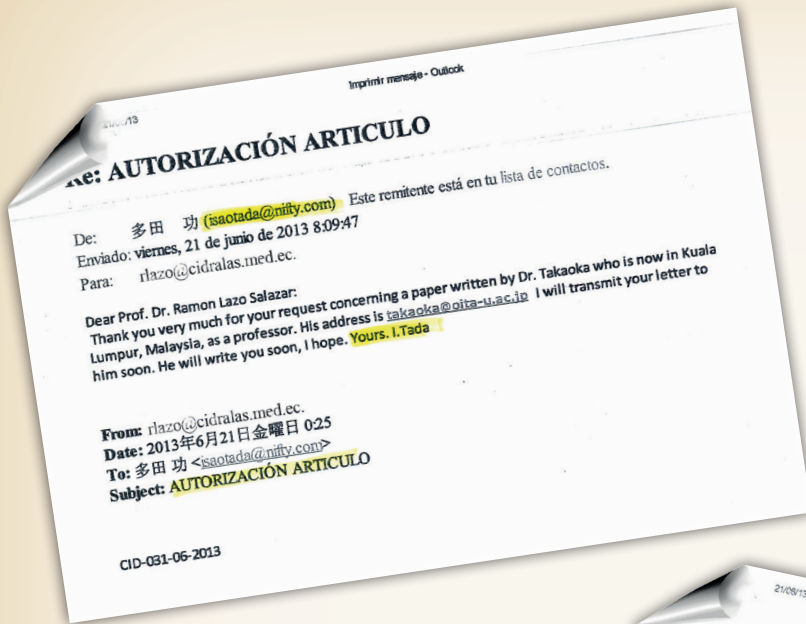 Imprimir mensaje - Outlook
/13
Re: AUTORIZACIÓN ARTICULO
De: 多田 功 (isaotada@nifty.com) Este remitente está en tu lista de contactos.
Enviado: viernes, 21 de junio de 2013 8:09:47
Para: rlazo@cidralas.med.ec.
Dear Prof. Dr. Ramon Lazo Salazar:
Thank you very much for your request concerning a paper written by Dr. Takaoka who is now in Kuala
Lumpur, Malaysia, as a professor. His address is takaoka@oita-u.ac.jp I will transmit your letter to
him soon. He will write you soon, I hope. Yours. I.Tada
From: rlazo@cidralas.med.ec.
Date: 2013年6月21日金曜日 0:25
To: 多田 功 <isaotada@nifty.com>
Subject: AUTORIZACIÓN ARTICULO
CID-031-06-2013
21/06/13